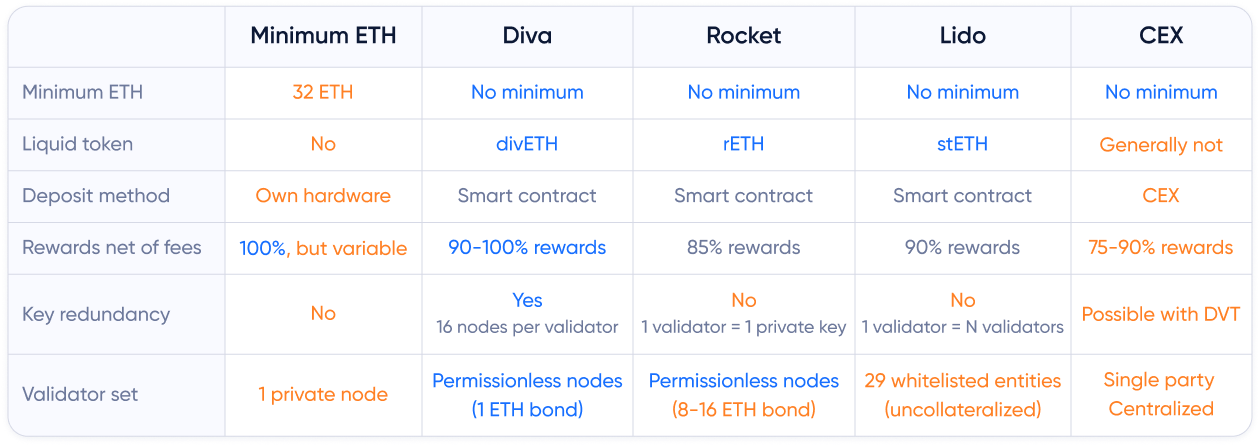 Minimum ETH Diva Rocket Lido CEX
Minimum ETH 32 ETH No minimum No minimum No minimum No minimum
Liquid token No divETH rETH stETH Generally not
Deposit method Own hardware Smart contract Smart contract Smart contract CEX
Rewards net of fees 100%, but variable 90-100% rewards 85% rewards 90% rewards 75-90% rewards
Key redundancy No Yes No No Possible with DVT
16 nodes per validator 1 validator = 1 private key 1 validator = N validators
Validator set 1 private node Permissionless nodes Permissionless nodes 29 whitelisted entities Single party
(1 ETH bond) (8-16 ETH bond) (uncollateralized) Centralized